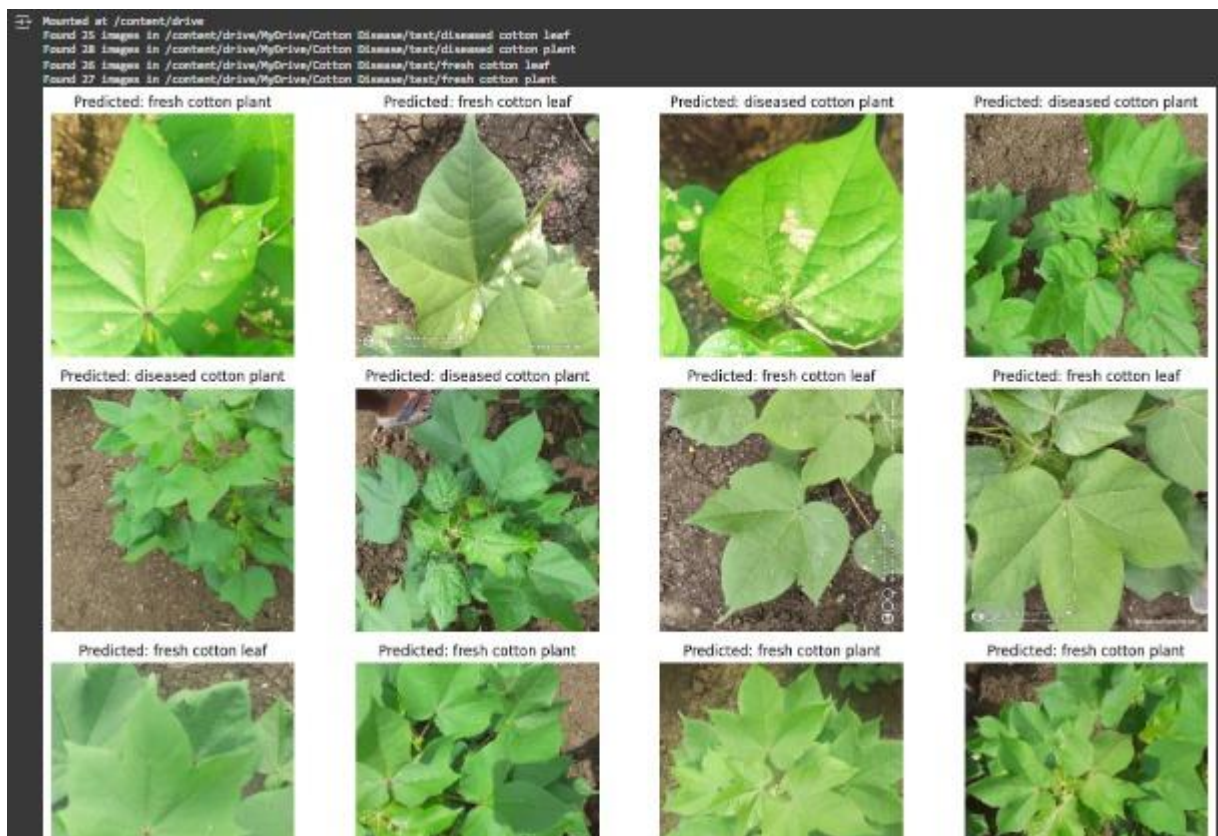 Mounted at /content/drive
Found 25 images in /content/drive/MyDrive/Cotton Disease/test/diseased cotton leaf
Found 28 images in /content/drive/MyDrive/Cotton Disease/test/diseased cotton plant
Found 26 images in /content/drive/MyDrive/Cotton Disease/test/fresh cotton leaf
Found 27 images in /content/drive/MyDrive/Cotton Disease/test/fresh cotton plant
Predicted: fresh cotton plant
Predicted: fresh cotton leaf
Predicted: diseased cotton plant
Predicted: diseased cotton plant
Predicted: diseased cotton plant
Predicted: diseased cotton plant
Predicted: fresh cotton leaf
Predicted: fresh cotton leaf
Predicted: fresh cotton leaf
Predicted: fresh cotton plant
Predicted: fresh cotton plant
Predicted: fresh cotton plant